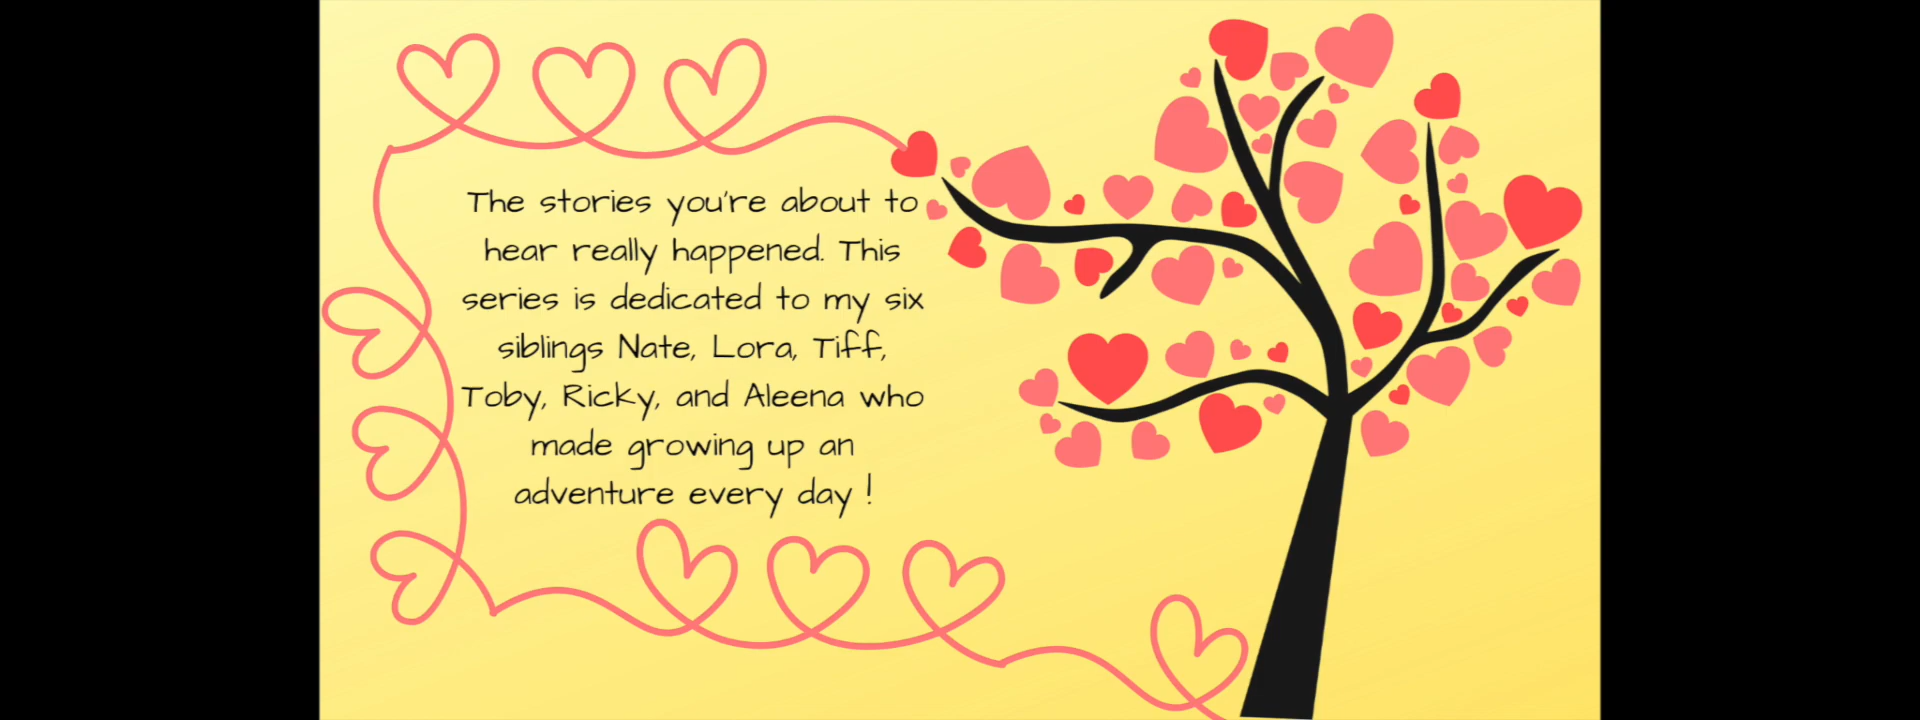 The stories you're about to
hear really happened. This
series is dedicated to my six
siblings Nate, Lora, Tiff,
Toby, Ricky, and Aleena who
made growing up an
adventure every day !